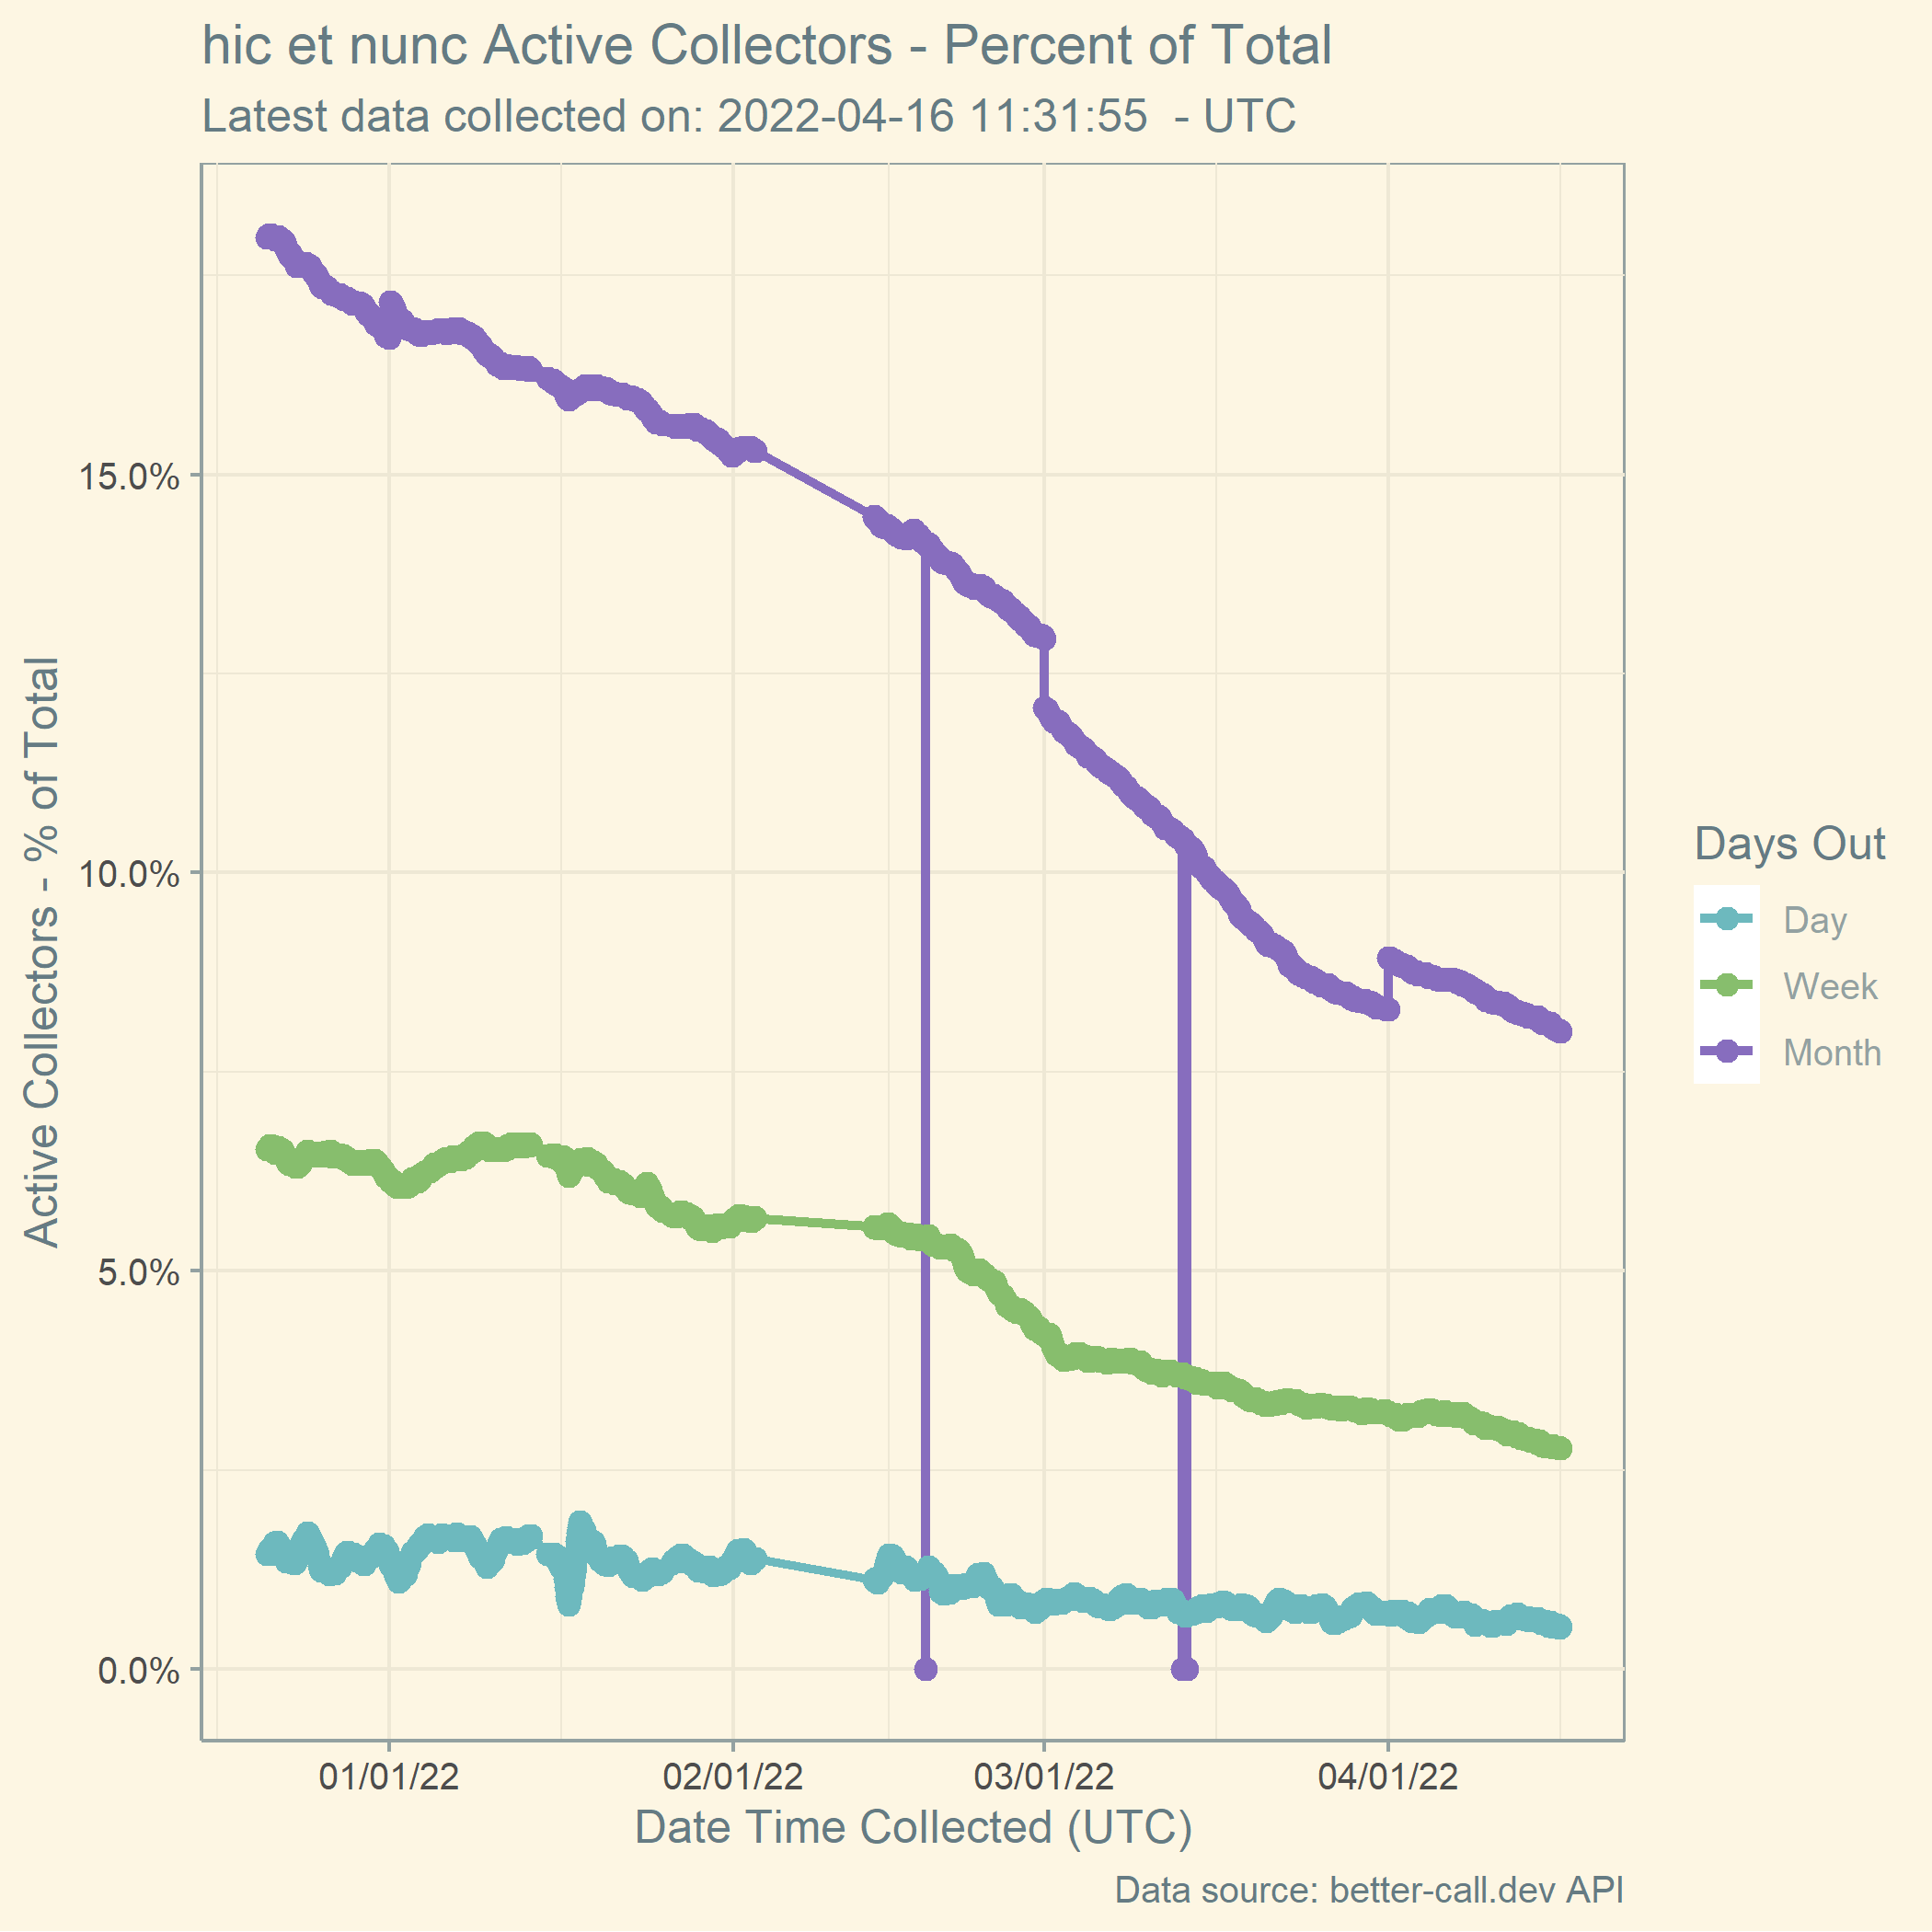 hic et nunc Active Collectors - Percent of Total
Latest data collected on: 2022-04-16 11:31:55  - UTC
Active Collectors - % of Total
15.0%
10.0%
5.0%
0.0%
01/01/22
02/01/22
03/01/22
04/01/22
Date Time Collected (UTC)
Days Out
Day
Week
Month
Data source: better-call.dev API